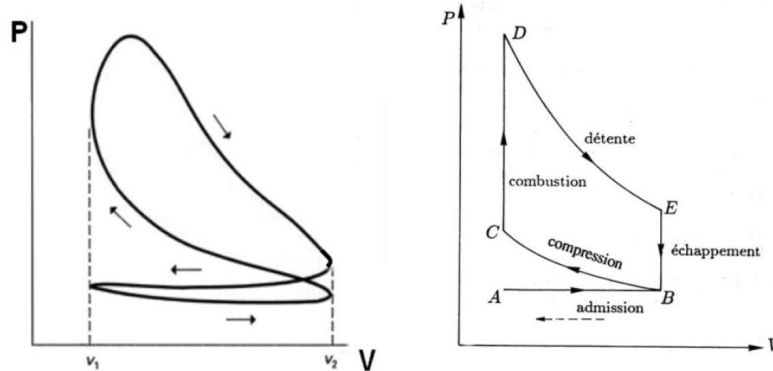 P
V₁
V₂
V
P
D
détente
combustion
E
C
compression
échappement
A
B
admission
V